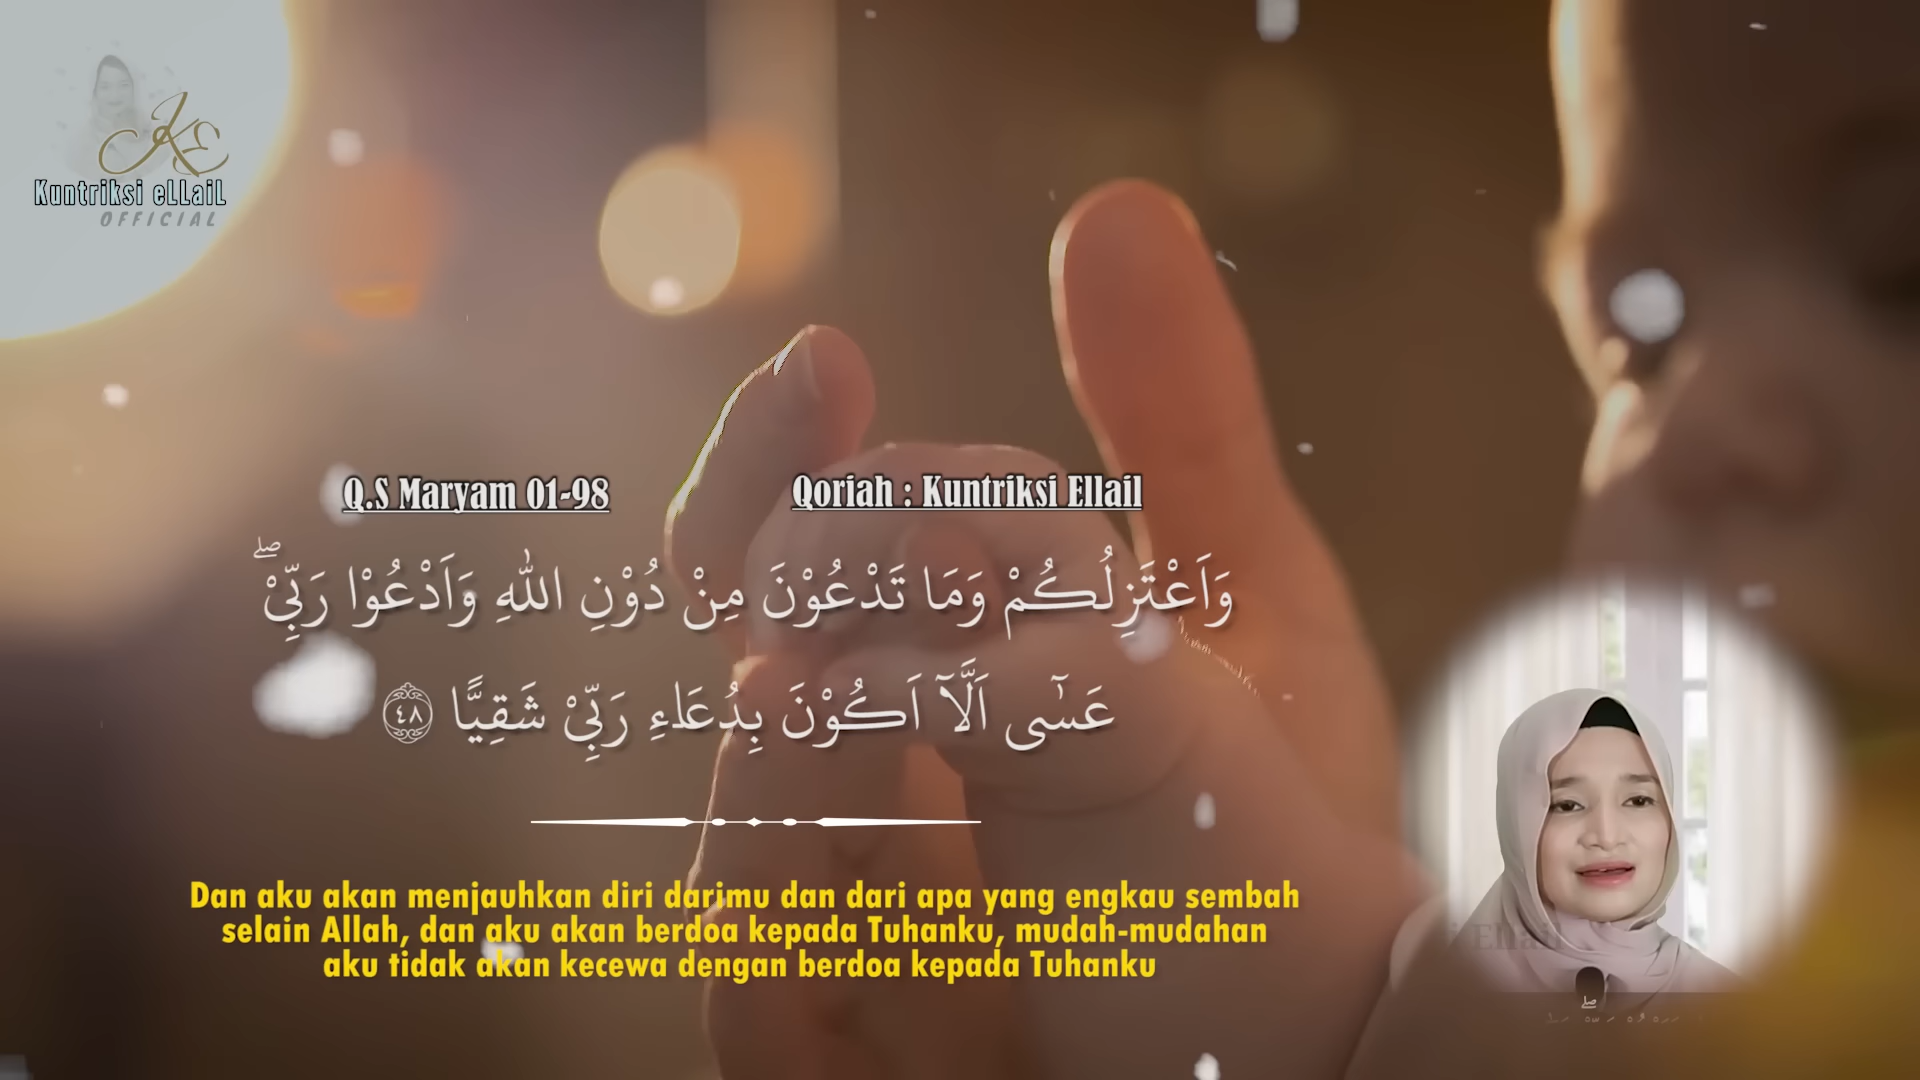 KE
Kuntriksi eLLaiL
OFFICIAL
Q.S Maryam 01-98
Qoriah : Kuntriksi Ellail
وَاَعْتَزِلُكُمْ وَمَا تَدْعُوْنَ مِنْ دُوْنِ اللّٰهِ وَاَدْعُوْا رَبِّيْۖ
عَسٰٓى اَلَّآ اَكُوْنَ بِدُعَاۤءِ رَبِّيْ شَقِيًّا ٤٨
Dan aku akan menjauhkan diri darimu dan dari apa yang engkau sembah
selain Allah, dan aku akan berdoa kepada Tuhanku, mudah-mudahan
aku tidak akan kecewa dengan berdoa kepada Tuhanku